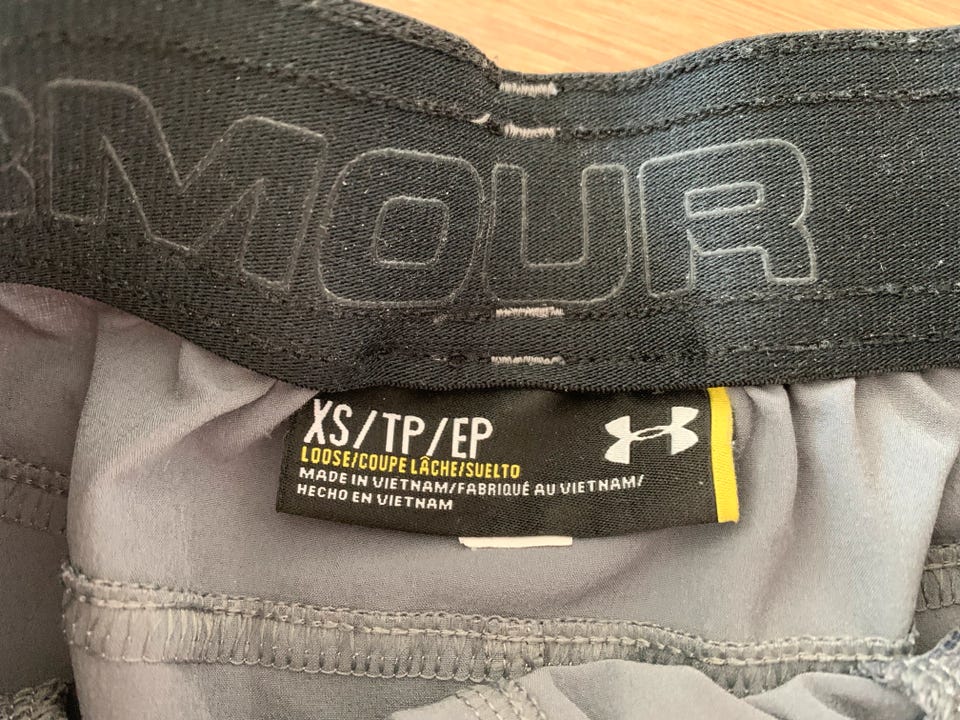 RMOUR
XS/TP/EP
LOOSE/COUPE LÂCHE/SUELTO
MADE IN VIETNAM/FABRIQUÉ AU VIETNAM/
HECHO EN VIETNAM